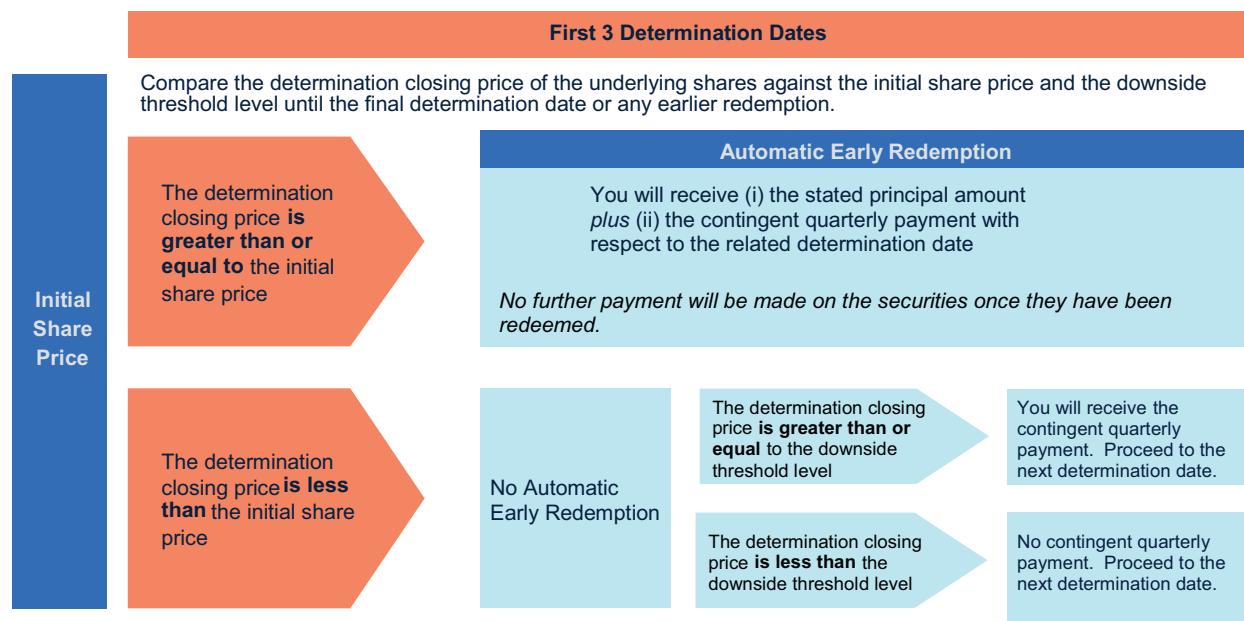 First 3 Determination Dates
Compare the determination closing price of the underlying shares against the initial share price and the downside
threshold level until the final determination date or any earlier redemption.
Initial
Share
Price
The determination
closing price is
greater than or
equal to the initial
share price
Automatic Early Redemption
You will receive (i) the stated principal amount
plus (ii) the contingent quarterly payment with
respect to the related determination date
No further payment will be made on the securities once they have been
redeemed.
The determination
closing price is less
than the initial share
price
No Automatic
Early Redemption
The determination closing
price is greater than or
equal to the downside
threshold level
You will receive the
contingent quarterly
payment. Proceed to the
next determination date.
The determination closing
price is less than the
downside threshold level
No contingent quarterly
payment. Proceed to the
next determination date.